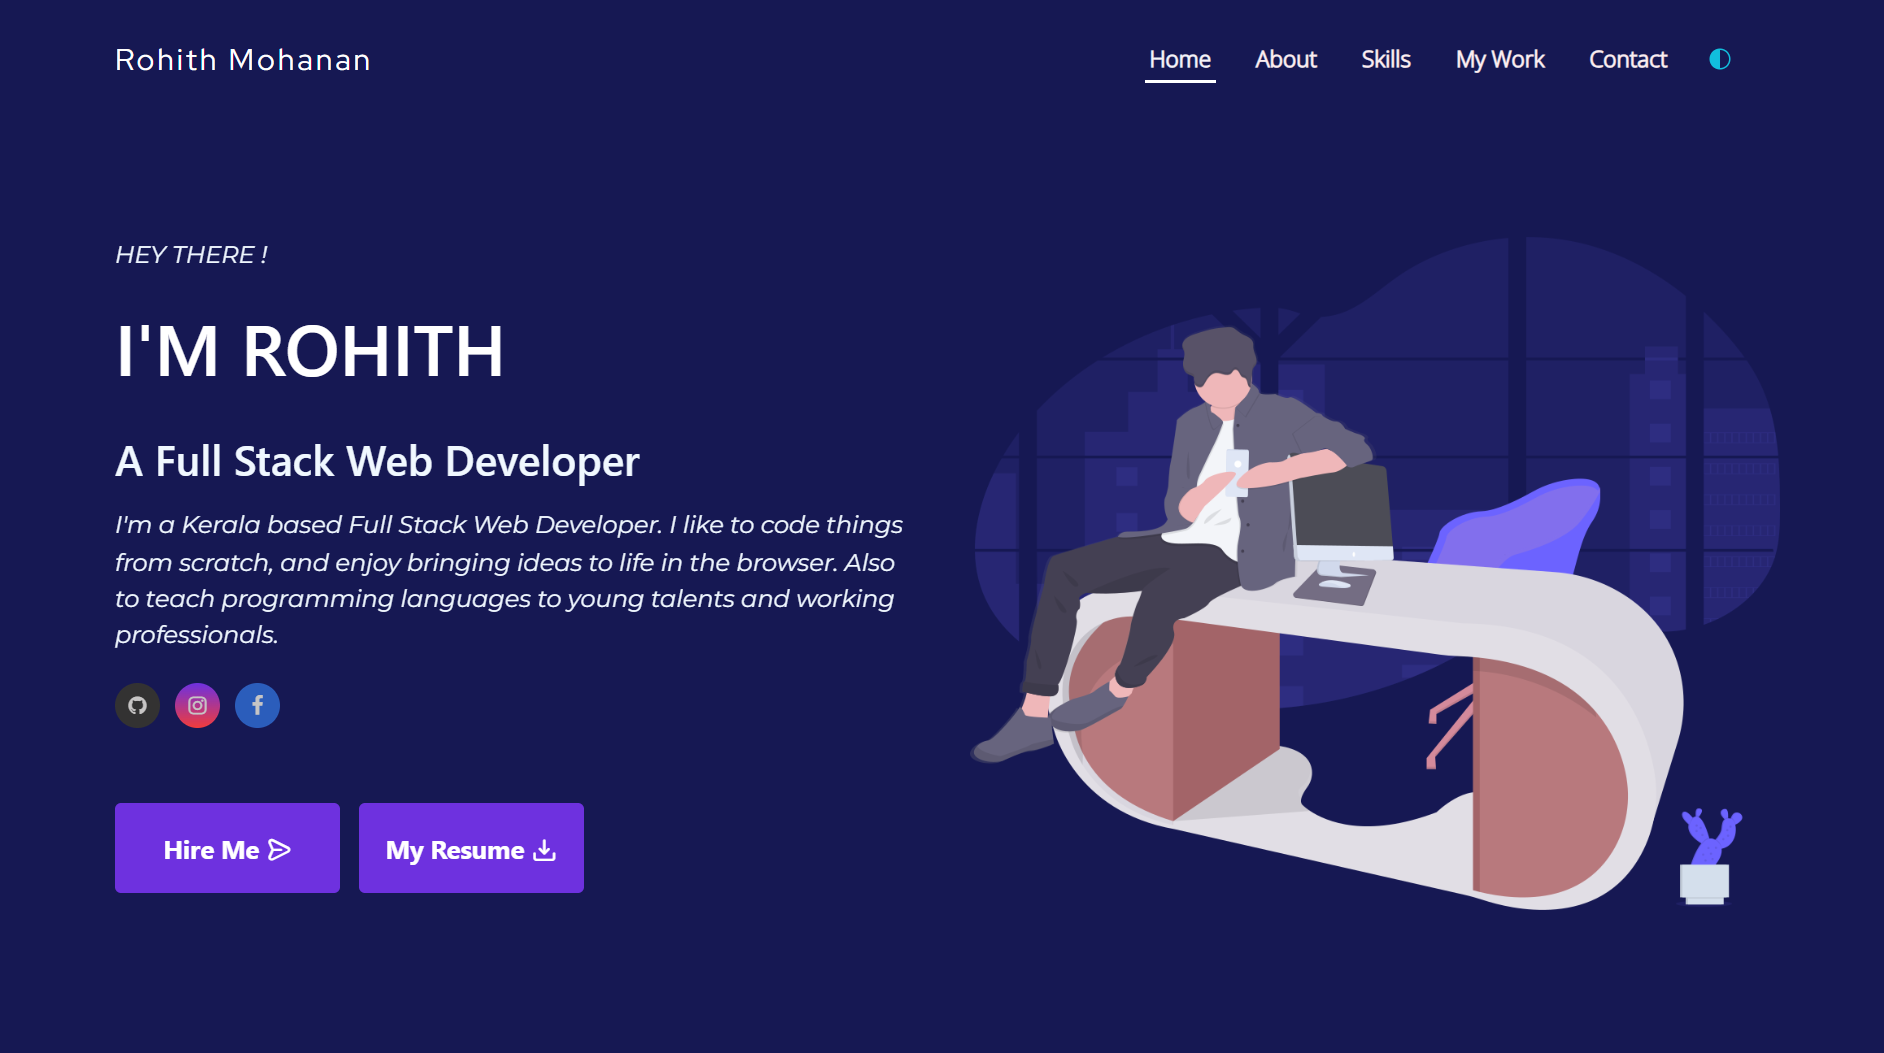 Rohith Mohanan
Home About Skills My Work Contact
HEY THERE !
I'M ROHITH
A Full Stack Web Developer
I'm a Kerala based Full Stack Web Developer. I like to code things
from scratch, and enjoy bringing ideas to life in the browser. Also
to teach programming languages to young talents and working
professionals.
Hire Me
My Resume